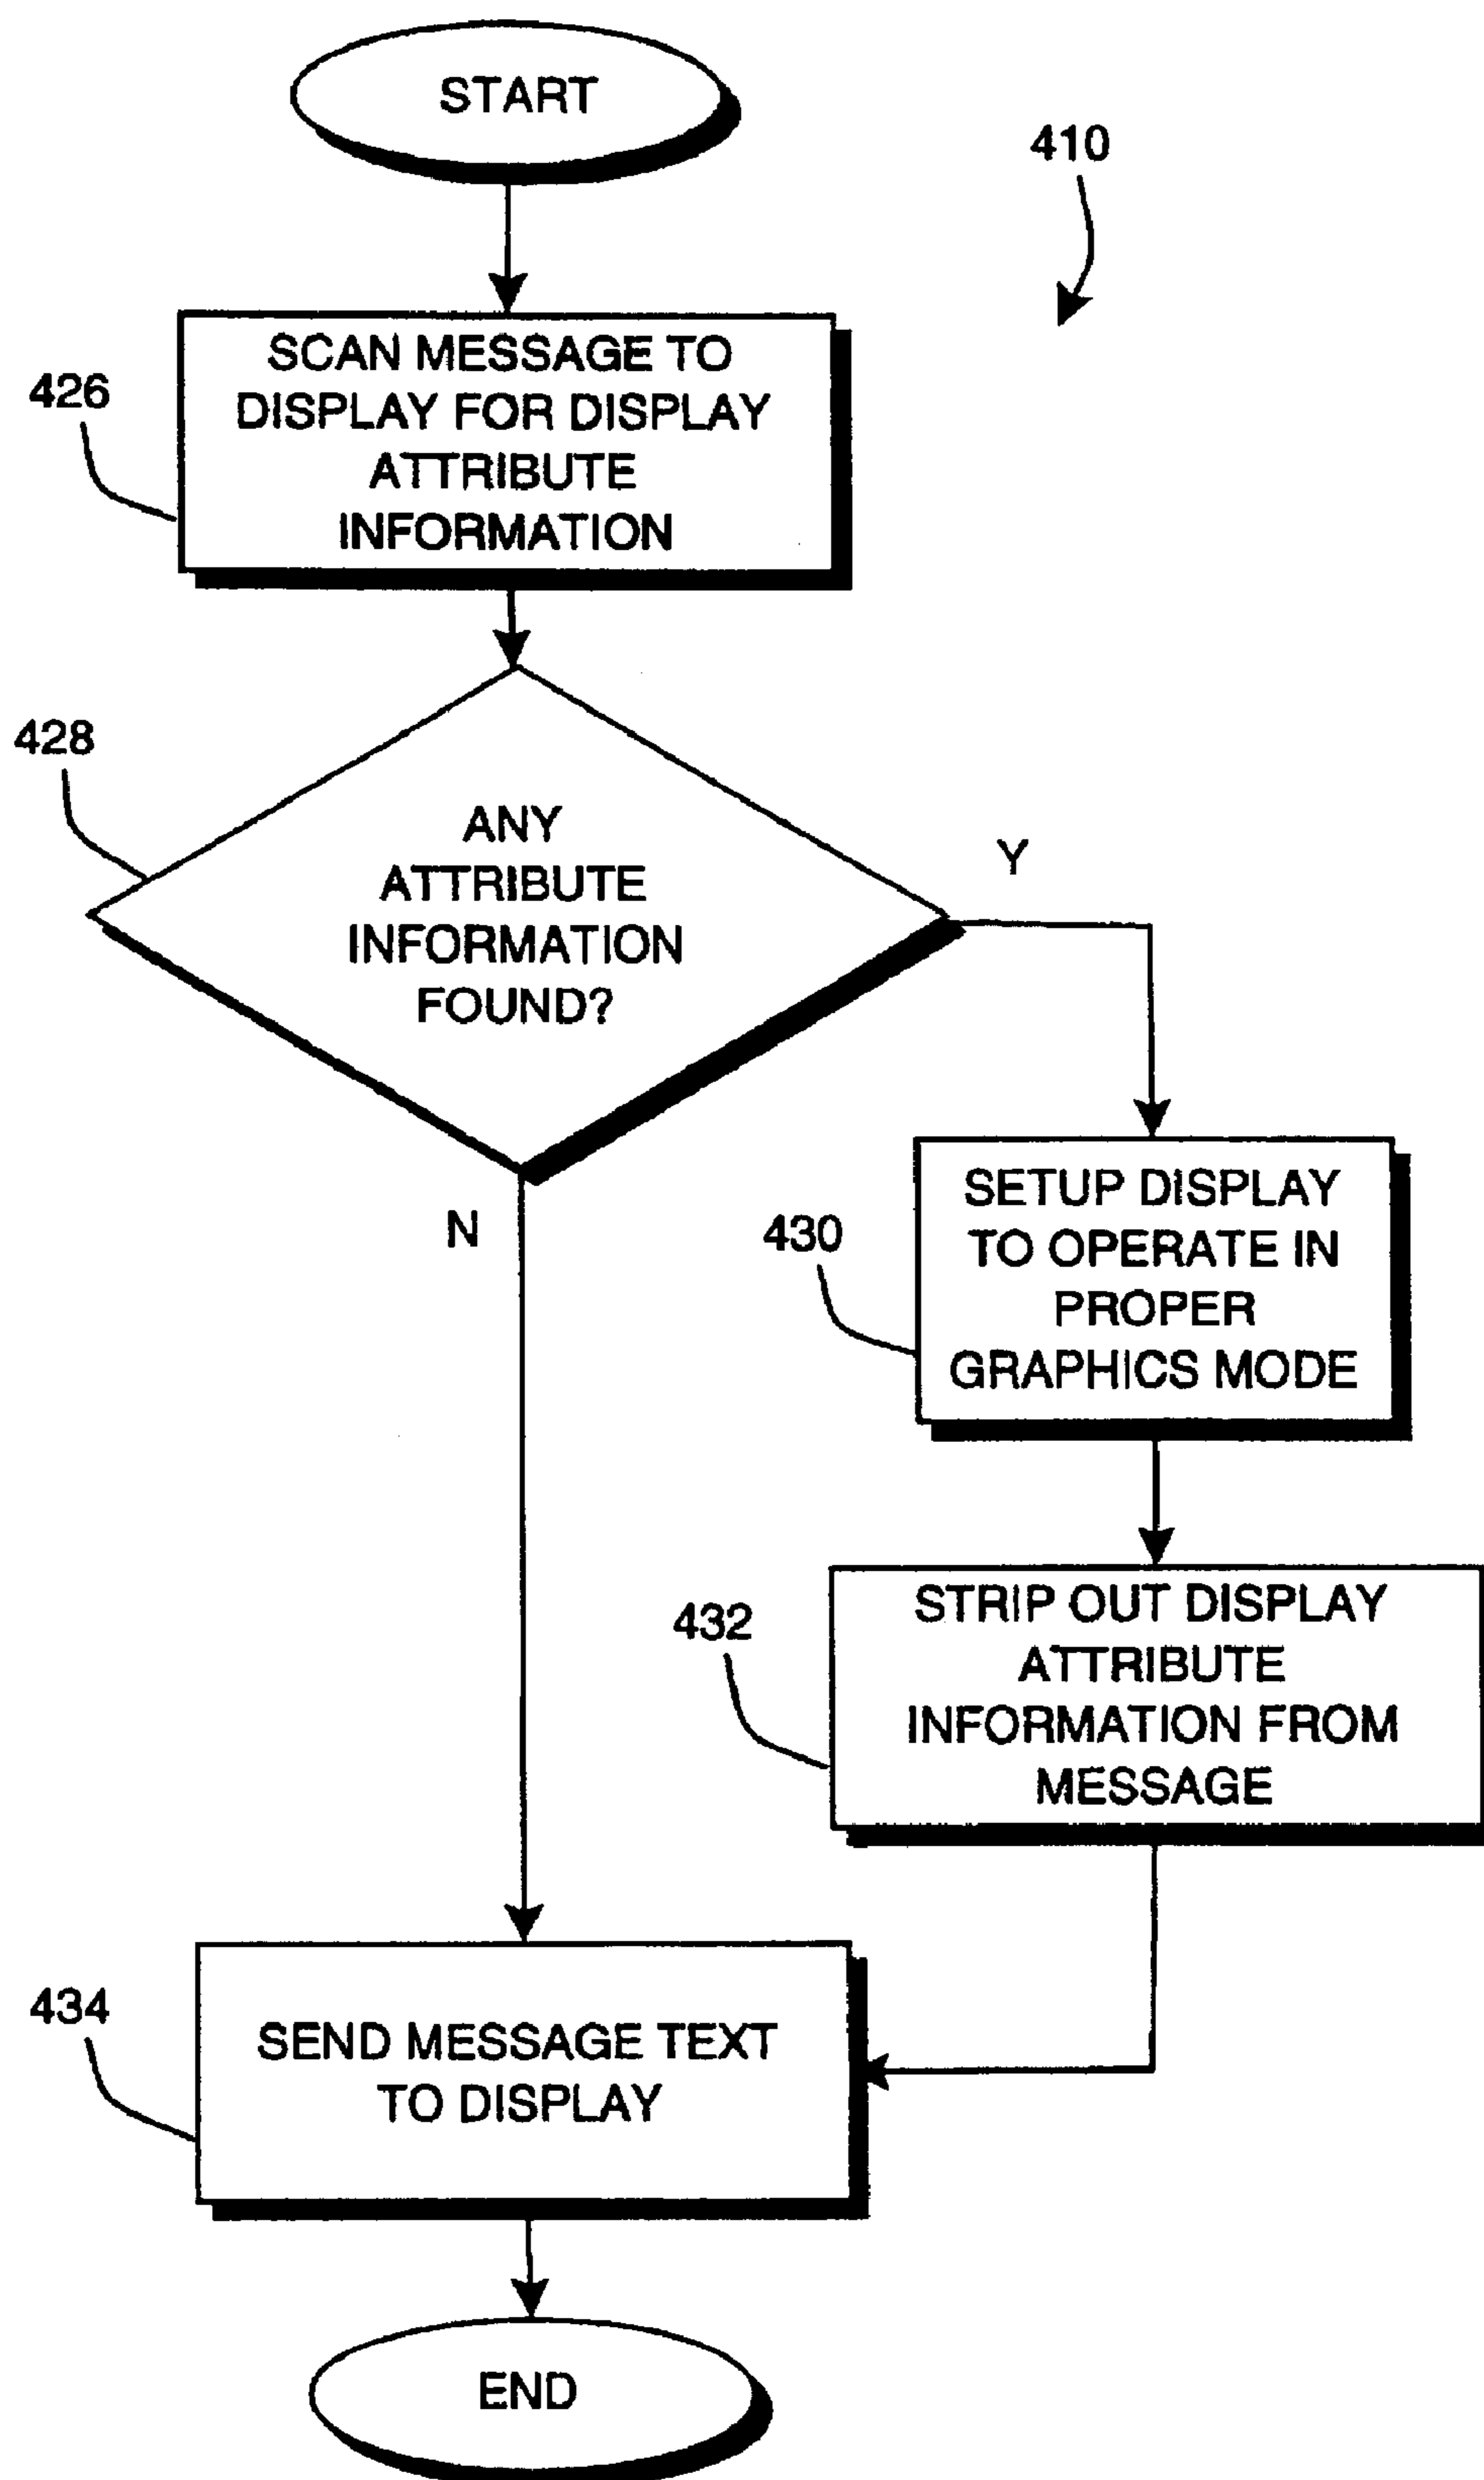 START
410
SCAN MESSAGE TO
DISPLAY FOR DISPLAY
ATTRIBUTE
INFORMATION
426
428
ANY
ATTRIBUTE
INFORMATION
FOUND?
Y
N
SETUP DISPLAY
TO OPERATE IN
PROPER
GRAPHICS MODE
430
STRIP OUT DISPLAY
ATTRIBUTE
INFORMATION FROM
MESSAGE
432
434
SEND MESSAGE TEXT
TO DISPLAY
END